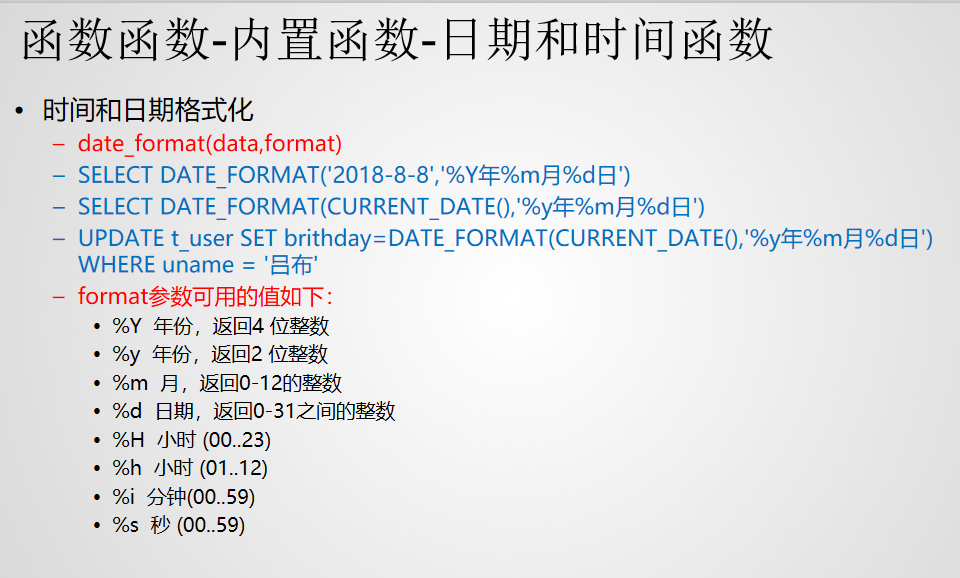 函数函数-内置函数-日期和时间函数
• 时间和日期格式化
– date_format(data,format)
– SELECT DATE_FORMAT('2018-8-8','%Y年%m月%d日')
– SELECT DATE_FORMAT(CURRENT_DATE(),'%y年%m月%d日')
– UPDATE t_user SET brithday=DATE_FORMAT(CURRENT_DATE(),'%y年%m月%d日')
WHERE uname = '吕布'
– format参数可用的值如下：
• %Y 年份，返回4 位整数
• %y 年份，返回2 位整数
• %m 月，返回0-12的整数
• %d 日期，返回0-31之间的整数
• %H 小时 (00..23)
• %h 小时 (01..12)
• %i 分钟(00..59)
• %s 秒 (00..59)